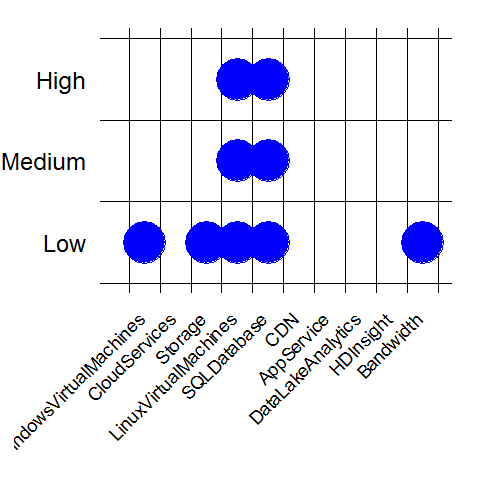 High
Medium
Low
ndowsVirtualMachines
CloudServices
Storage
LinuxVirtualMachines
SQLDatabase
CDN
AppService
DataLakeAnalytics
HDInsight
Bandwidth